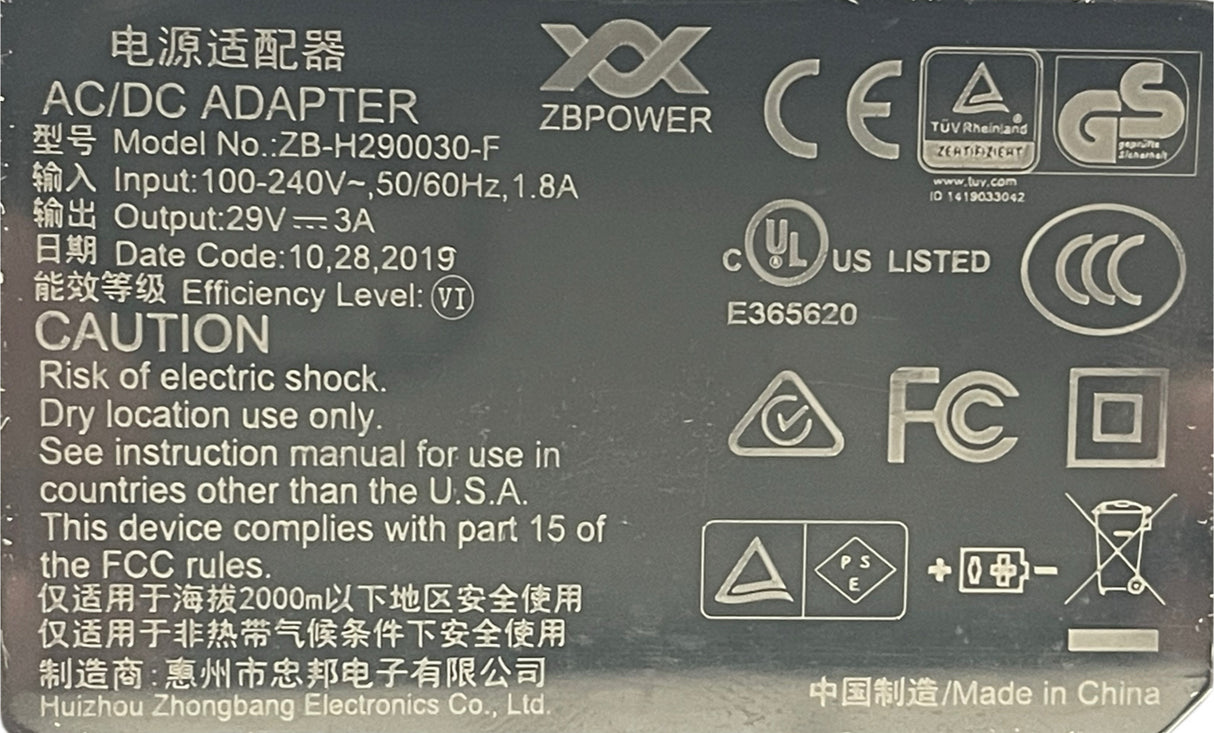 电源适配器
AC/DC ADAPTER
型号 Model No.:ZB-H290030-F
输入 Input:100-240V~,50/60Hz,1.8A
输出 Output:29V⎓3A
日期 Date Code:10,28,2019
能效等级 Efficiency Level:(VI)
CAUTION
Risk of electric shock.
Dry location use only.
See instruction manual for use in
countries other than the U.S.A.
This device complies with part 15 of
the FCC rules.
仅适用于海拔2000m以下地区安全使用
仅适用于非热带气候条件下安全使用
制造商:惠州市忠邦电子有限公司
Huizhou Zhongbang Electronics Co., Ltd.
ZBPOWER
CE
TÜVRheinland®
ZERTIFIZIERT
GS
geprüfte
Sicherheit
www.tuv.com
ID 1419033042
C UL® US LISTED
E365620
CCC
FC
P S
E
+ -
中国制造/Made in China